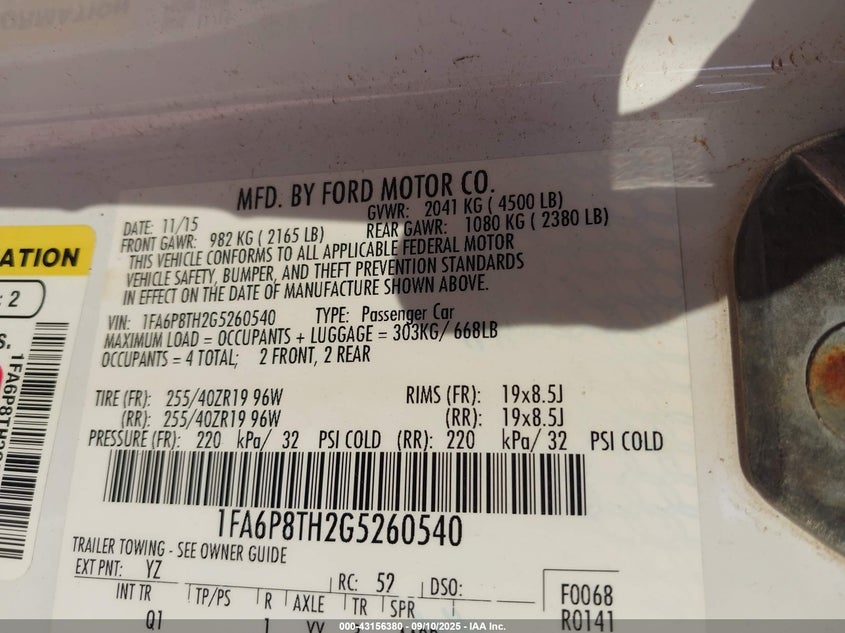 MFD. BY FORD MOTOR CO.
DATE: 11/15 GVWR: 2041 KG ( 4500 LB)
FRONT GAWR: 982 KG ( 2165 LB) REAR GAWR: 1080 KG ( 2380 LB)
THIS VEHICLE CONFORMS TO ALL APPLICABLE FEDERAL MOTOR
VEHICLE SAFETY, BUMPER, AND THEFT PREVENTION STANDARDS
IN EFFECT ON THE DATE OF MANUFACTURE SHOWN ABOVE.
VIN: 1FA6P8TH2G5260540 TYPE: Passenger Car
MAXIMUM LOAD = OCCUPANTS + LUGGAGE = 303KG/ 668LB
OCCUPANTS = 4 TOTAL; 2 FRONT, 2 REAR
TIRE (FR): 255/40ZR19 96W RIMS (FR): 19x8.5J
(RR): 255/40ZR19 96W (RR): 19x8.5J
PRESSURE (FR): 220 kPa/ 32 PSI COLD (RR): 220 kPa/ 32 PSI COLD
1FA6P8TH2G5260540
TRAILER TOWING - SEE OWNER GUIDE
EXT PNT: YZ RC: 52 DSO:
INT TR TP/PS R AXLE TR SPR
F0068
R0141
Q1
ATION
: 2
S.
000-43156380 - 09/10/2025 - IAA Inc.